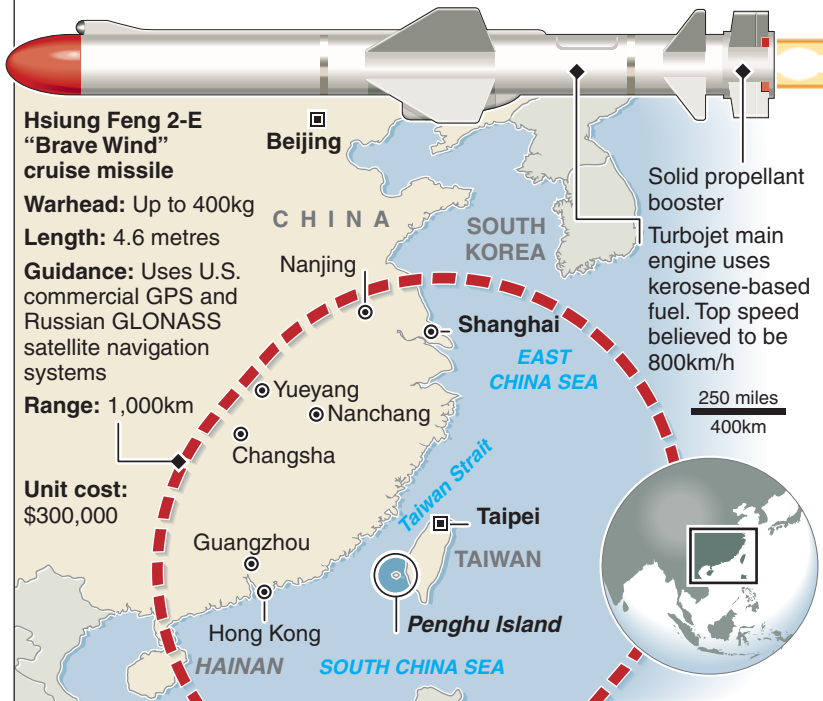 Hsiung Feng 2-E
“Brave Wind”
cruise missile
Warhead: Up to 400kg
Length: 4.6 metres
Guidance: Uses U.S.
commercial GPS and
Russian GLONASS
satellite navigation
systems
Range: 1,000km
Unit cost:
$300,000
Beijing
CHINA
SOUTH
KOREA
Nanjing
Shanghai
EAST
CHINA SEA
Yueyang
Nanchang
Changsha
Taiwan Strait
Taipei
TAIWAN
Guangzhou
Hong Kong
Penghu Island
HAINAN
SOUTH CHINA SEA
Solid propellant
booster
Turbojet main
engine uses
kerosene-based
fuel. Top speed
believed to be
800km/h
250 miles
400km